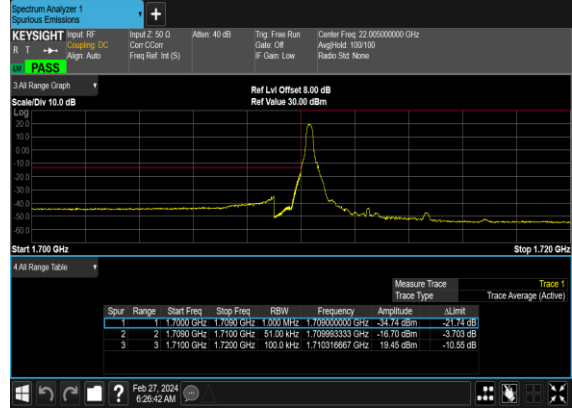 Spectrum Analyzer 1
Spurious Emissions
KEYSIGHT Input: RF Input Z: 50 Ω Atten: 40 dB Trig: Free Run Center Freq: 22.005000000 GHz
R T Coupling: DC Corr CCorr Gate: Off Avg|Hold: 100/100
Align: Auto Freq Ref: Int (S) IF Gain: Low Radio Std: None
PASS
3 All Range Graph
Ref Lvl Offset 8.00 dB
Scale/Div 10.0 dB Ref Value 30.00 dBm
Log
20.0
10.0
0.00
-10.0
-20.0
-30.0
-40.0
-50.0
-60.0
Start 1.700 GHz Stop 1.720 GHz
4 All Range Table
Measure Trace Trace 1
Trace Type Trace Average (Active)
Spur Range Start Freq Stop Freq RBW Frequency Amplitude ΔLimit
1 1 1.7000 GHz 1.7090 GHz 1.000 MHz 1.709000000 GHz -34.74 dBm -21.74 dB
2 2 1.7090 GHz 1.7100 GHz 51.00 kHz 1.709993333 GHz -16.70 dBm -3.703 dB
3 3 1.7100 GHz 1.7200 GHz 100.0 kHz 1.710316667 GHz 19.45 dBm -10.55 dB
? Feb 27, 2024
6:26:42 AM